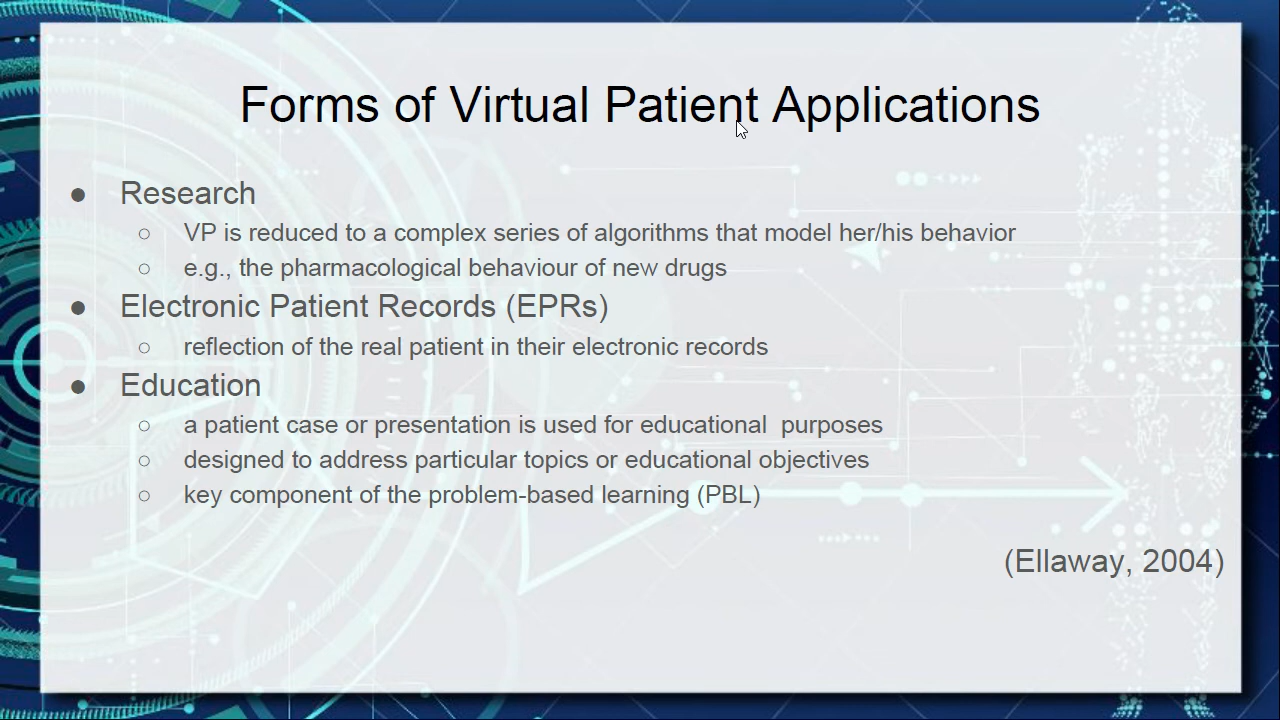 Forms of Virtual Patient Applications
● Research
○ VP is reduced to a complex series of algorithms that model her/his behavior
○ e.g., the pharmacological behaviour of new drugs
● Electronic Patient Records (EPRs)
○ reflection of the real patient in their electronic records
● Education
○ a patient case or presentation is used for educational  purposes
○ designed to address particular topics or educational objectives
○ key component of the problem-based learning (PBL)
(Ellaway, 2004)